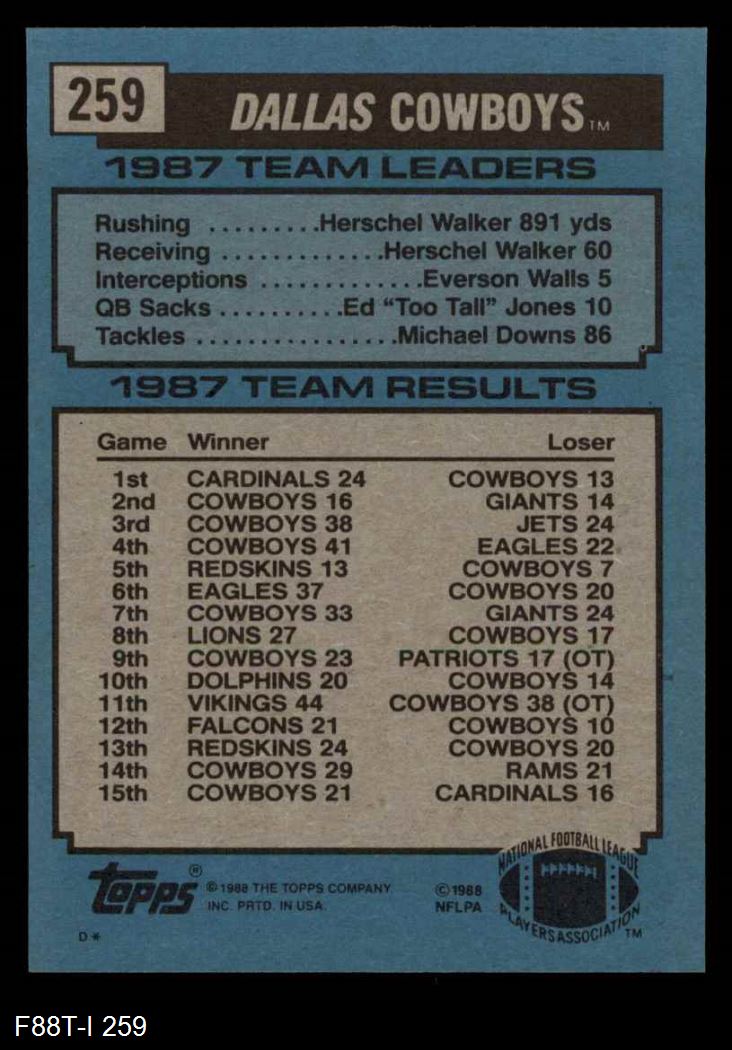 259
DALLAS COWBOYS™
1987 TEAM LEADERS
Rushing .........Herschel Walker 891 yds
Receiving .............Herschel Walker 60
Interceptions .............Everson Walls 5
QB Sacks ..........Ed “Too Tall” Jones 10
Tackles ................Michael Downs 86
1987 TEAM RESULTS
Game Winner Loser
1st CARDINALS 24 COWBOYS 13
2nd COWBOYS 16 GIANTS 14
3rd COWBOYS 38 JETS 24
4th COWBOYS 41 EAGLES 22
5th REDSKINS 13 COWBOYS 7
6th EAGLES 37 COWBOYS 20
7th COWBOYS 33 GIANTS 24
8th LIONS 27 COWBOYS 17
9th COWBOYS 23 PATRIOTS 17 (OT)
10th DOLPHINS 20 COWBOYS 14
11th VIKINGS 44 COWBOYS 38 (OT)
12th FALCONS 21 COWBOYS 10
13th REDSKINS 24 COWBOYS 20
14th COWBOYS 29 RAMS 21
15th COWBOYS 21 CARDINALS 16
Topps® © 1988 THE TOPPS COMPANY
INC. PRTD. IN USA.
© 1988
NFLPA
NATIONAL FOOTBALL LEAGUE
PLAYERS ASSOCIATION TM
D *
F88T-I 259